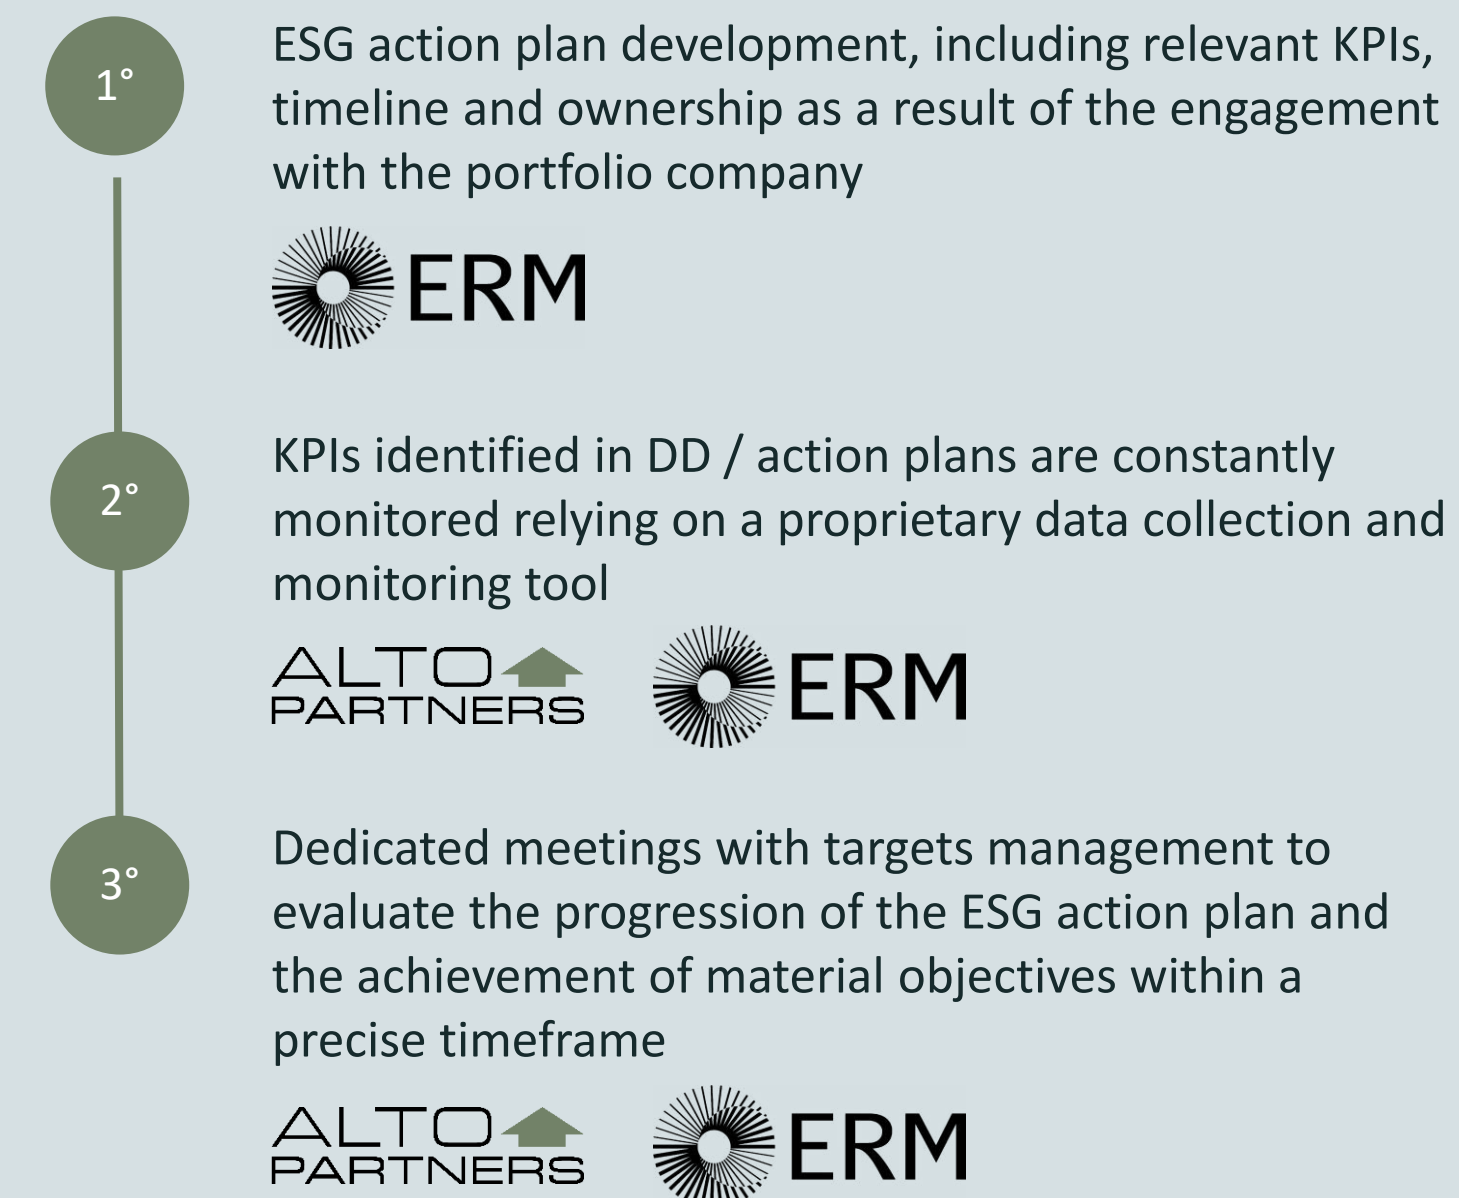 1°
ESG action plan development, including relevant KPIs,
timeline and ownership as a result of the engagement
with the portfolio company
ERM
2°
KPIs identified in DD / action plans are constantly
monitored relying on a proprietary data collection and
monitoring tool
ALTO
PARTNERS
ERM
3°
Dedicated meetings with targets management to
evaluate the progression of the ESG action plan and
the achievement of material objectives within a
precise timeframe
ALTO
PARTNERS
ERM